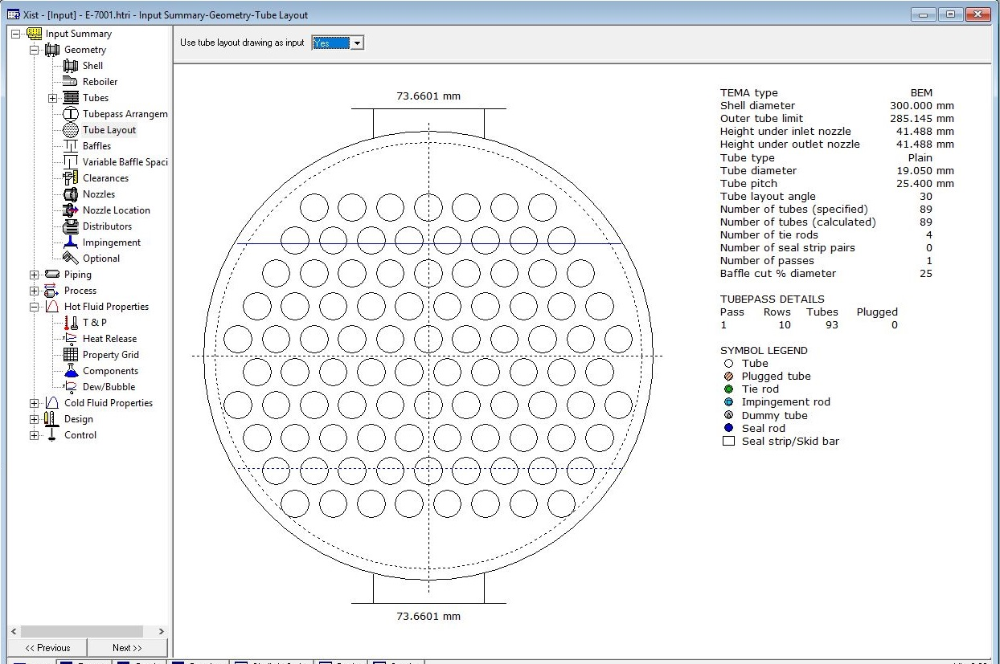 Xist - [Input] - E-7001.htri - Input Summary-Geometry-Tube Layout
Input Summary
Geometry
Shell
Reboiler
Tubes
Tubepass Arrangem
Tube Layout
Baffles
Variable Baffle Spaci
Clearances
Nozzles
Nozzle Location
Distributors
Impingement
Optional
Piping
Process
Hot Fluid Properties
T & P
Heat Release
Property Grid
Components
Dew/Bubble
Cold Fluid Properties
Design
Control
<< Previous Next >>
Use tube layout drawing as input Yes
73.6601 mm
73.6601 mm
TEMA type BEM
Shell diameter 300.000 mm
Outer tube limit 285.145 mm
Height under inlet nozzle 41.488 mm
Height under outlet nozzle 41.488 mm
Tube type Plain
Tube diameter 19.050 mm
Tube pitch 25.400 mm
Tube layout angle 30
Number of tubes (specified) 89
Number of tubes (calculated) 89
Number of tie rods 4
Number of seal strip pairs 0
Number of passes 1
Baffle cut % diameter 25
TUBEPASS DETAILS
Pass Rows Tubes Plugged
1 10 93 0
SYMBOL LEGEND
Tube
Plugged tube
Tie rod
Impingement rod
Dummy tube
Seal rod
Seal strip/Skid bar